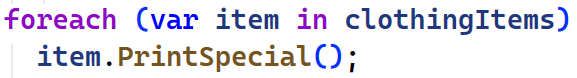 foreach (var item in clothingItems)
    item.PrintSpecial();